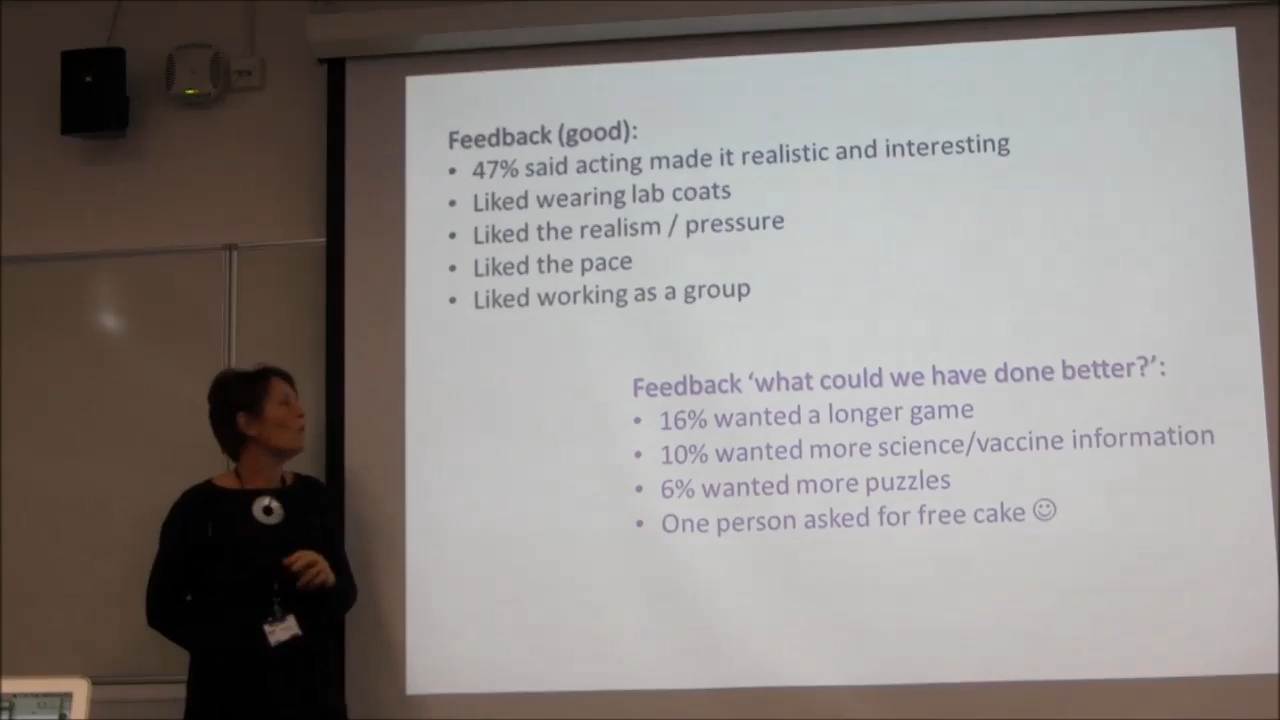 Feedback (good):
• 47% said acting made it realistic and interesting
• Liked wearing lab coats
• Liked the realism / pressure
• Liked the pace
• Liked working as a group
Feedback ‘what could we have done better?’:
• 16% wanted a longer game
• 10% wanted more science/vaccine information
• 6% wanted more puzzles
• One person asked for free cake ☺